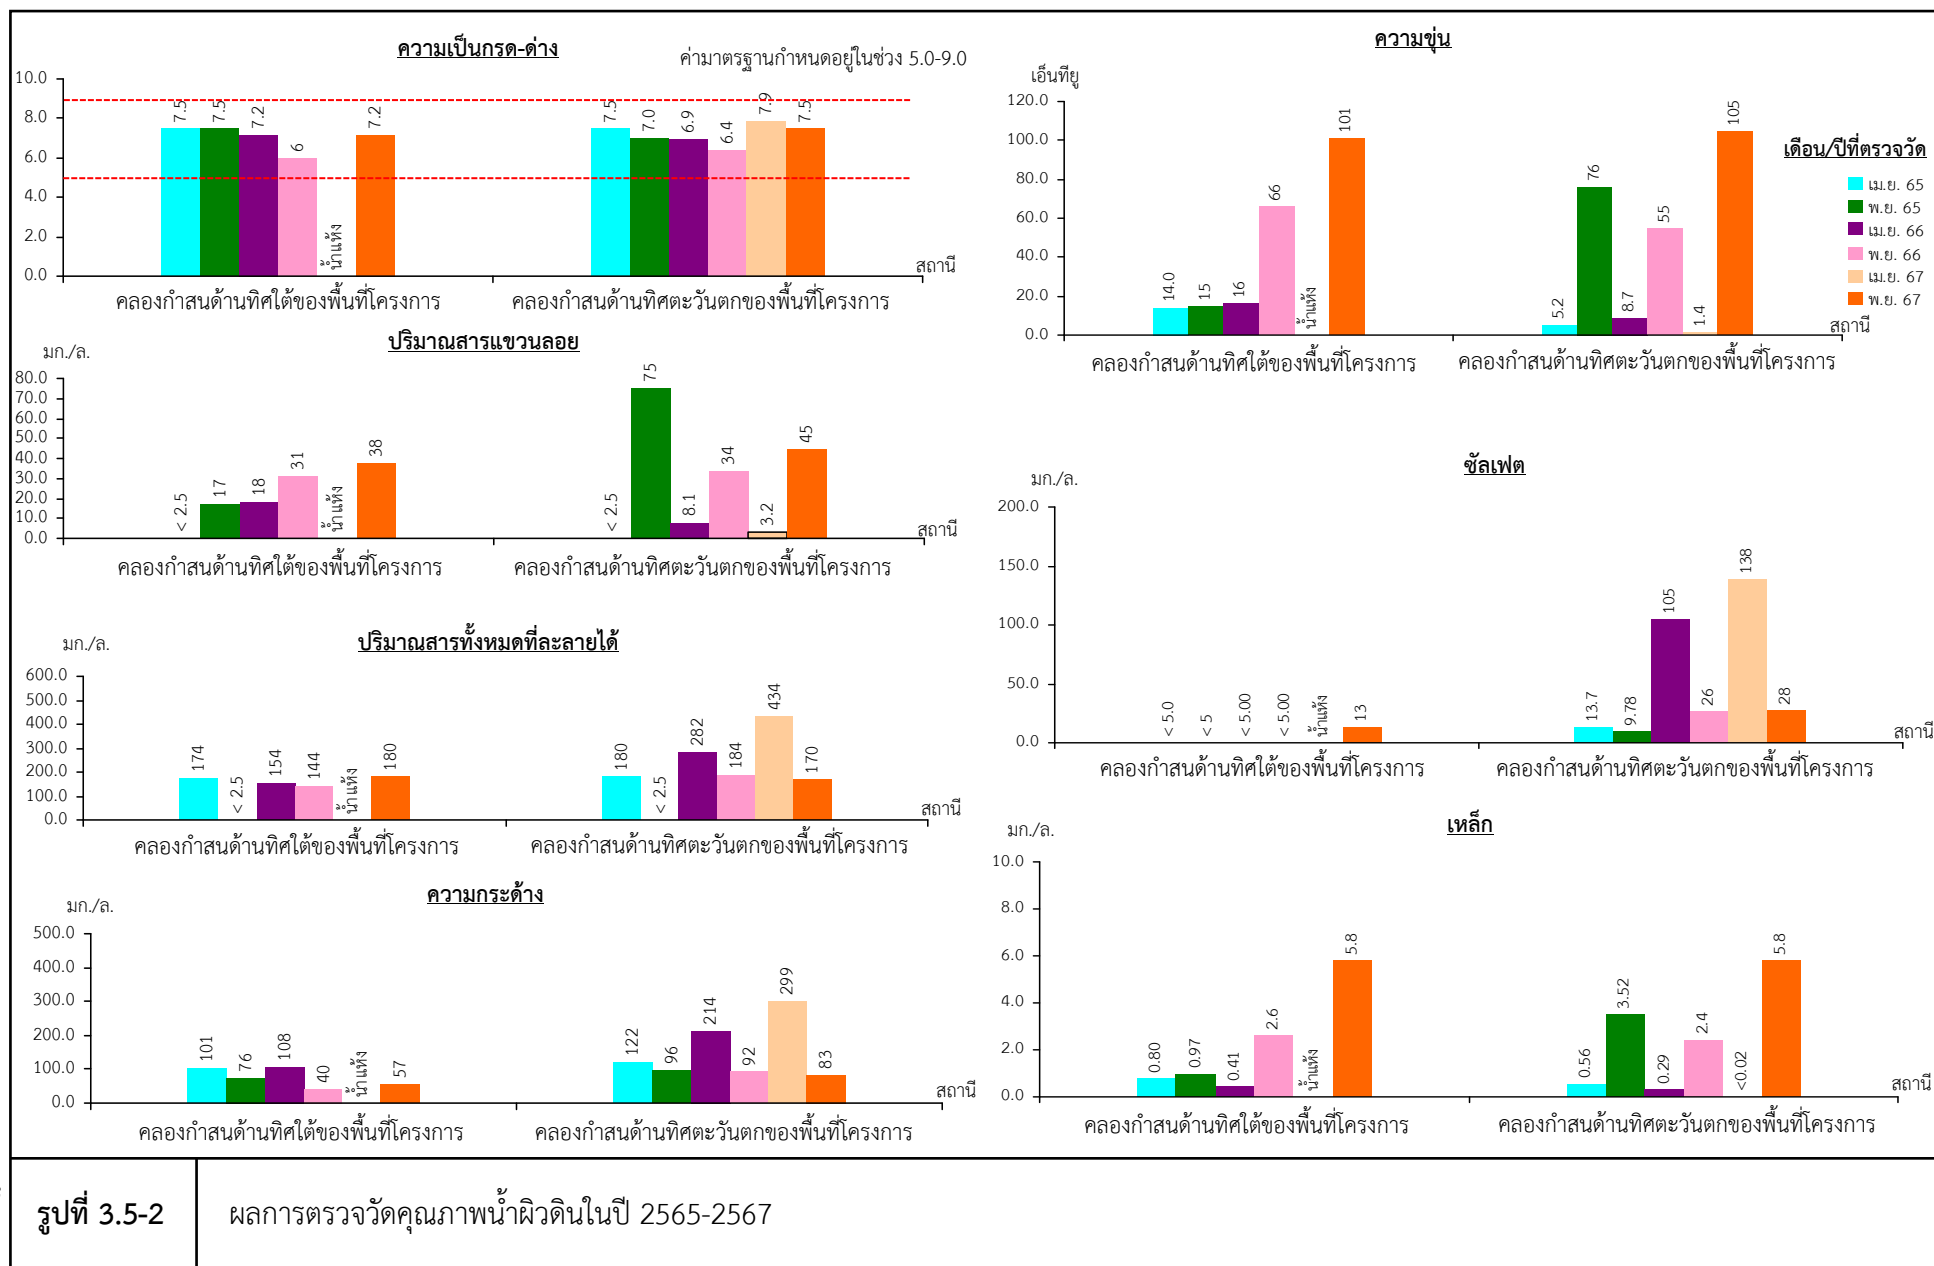 ความเป็นกรด-ด่าง
ค่ามาตรฐานกำหนดอยู่ในช่วง 5.0-9.0
10.0
8.0
6.0
4.0
2.0
0.0
7.5 7.5 7.2 6 น้ำแห้ง 7.2
7.5 7.0 6.9 6.4 7.9 7.5
สถานี
คลองกำสนด้านทิศใต้ของพื้นที่โครงการ คลองกำสนด้านทิศตะวันตกของพื้นที่โครงการ
ปริมาณสารแขวนลอย
มก./ล.
80.0
70.0
60.0
50.0
40.0
30.0
20.0
10.0
0.0
< 2.5 17 18 31 น้ำแห้ง 38
< 2.5 75 8.1 34 3.2 45
สถานี
คลองกำสนด้านทิศใต้ของพื้นที่โครงการ คลองกำสนด้านทิศตะวันตกของพื้นที่โครงการ
ปริมาณสารทั้งหมดที่ละลายได้
มก./ล.
600.0
500.0
400.0
300.0
200.0
100.0
0.0
174 < 2.5 154 144 น้ำแห้ง 180
180 < 2.5 282 184 434 170
สถานี
คลองกำสนด้านทิศใต้ของพื้นที่โครงการ คลองกำสนด้านทิศตะวันตกของพื้นที่โครงการ
ความกระด้าง
มก./ล.
500.0
400.0
300.0
200.0
100.0
0.0
101 76 108 40 น้ำแห้ง 57
122 96 214 92 299 83
สถานี
คลองกำสนด้านทิศใต้ของพื้นที่โครงการ คลองกำสนด้านทิศตะวันตกของพื้นที่โครงการ
ความขุ่น
เอ็นทียู
120.0
100.0
80.0
60.0
40.0
20.0
0.0
14.0 15 16 66 น้ำแห้ง 101
5.2 76 8.7 55 1.4 105
สถานี
คลองกำสนด้านทิศใต้ของพื้นที่โครงการ คลองกำสนด้านทิศตะวันตกของพื้นที่โครงการ
เดือน/ปีที่ตรวจวัด
เม.ย. 65
พ.ย. 65
เม.ย. 66
พ.ย. 66
เม.ย. 67
พ.ย. 67
ซัลเฟต
มก./ล.
200.0
150.0
100.0
50.0
0.0
< 5.0 < 5 < 5.00 < 5.00 น้ำแห้ง 13
13.7 9.78 105 26 138 28
สถานี
คลองกำสนด้านทิศใต้ของพื้นที่โครงการ คลองกำสนด้านทิศตะวันตกของพื้นที่โครงการ
เหล็ก
มก./ล.
10.0
8.0
6.0
4.0
2.0
0.0
0.80 0.97 0.41 2.6 น้ำแห้ง 5.8
0.56 3.52 0.29 2.4 <0.02 5.8
สถานี
คลองกำสนด้านทิศใต้ของพื้นที่โครงการ คลองกำสนด้านทิศตะวันตกของพื้นที่โครงการ
รูปที่ 3.5-2 ผลการตรวจวัดคุณภาพน้ำผิวดินในปี 2565-2567